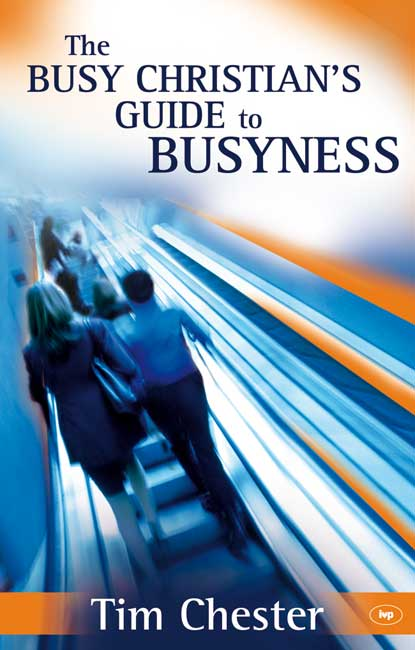 The
BUSY CHRISTIAN'S
GUIDE to
BUSYNESS
Tim Chester
ivp